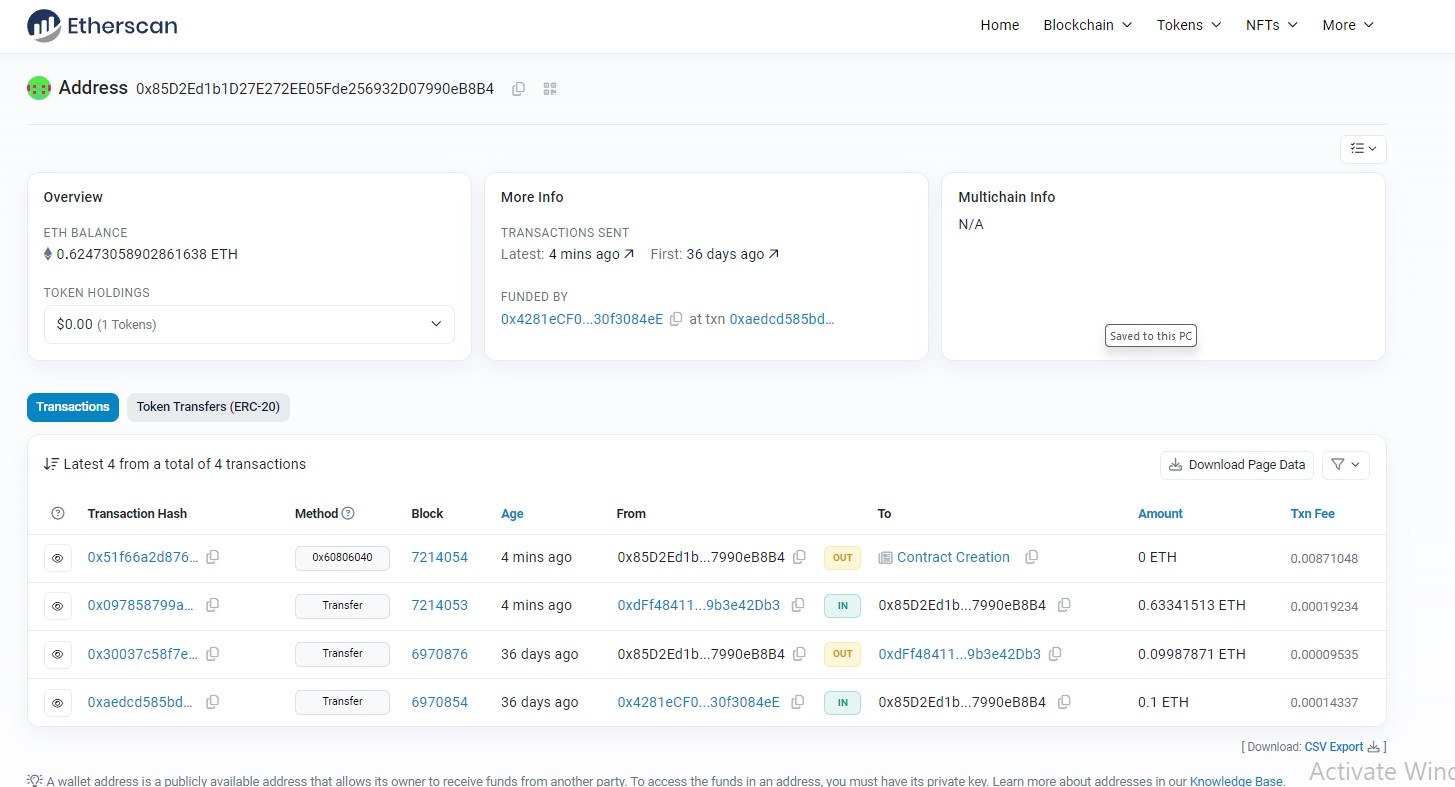 Etherscan
Home Blockchain Tokens NFTs More
Address 0x85D2Ed1b1D27E272EE05Fde256932D07990eB8B4
Overview
ETH BALANCE
0.62473058902861638 ETH
TOKEN HOLDINGS
$0.00 (1 Tokens)
More Info
TRANSACTIONS SENT
Latest: 4 mins ago First: 36 days ago
FUNDED BY
0x4281eCF0...30f3084eE at txn 0xaedcd585bd...
Multichain Info
N/A
Saved to this PC
Transactions Token Transfers (ERC-20)
Latest 4 from a total of 4 transactions
Download Page Data
Transaction Hash Method Block Age From To Amount Txn Fee
0x51f66a2d876... 0x60806040 7214054 4 mins ago 0x85D2Ed1b...7990eB8B4 OUT Contract Creation 0 ETH 0.00871048
0x097858799a... Transfer 7214053 4 mins ago 0xdFf48411...9b3e42Db3 IN 0x85D2Ed1b...7990eB8B4 0.63341513 ETH 0.00019234
0x30037c58f7e... Transfer 6970876 36 days ago 0x85D2Ed1b...7990eB8B4 OUT 0xdFf48411...9b3e42Db3 0.09987871 ETH 0.00009535
0xaedcd585bd... Transfer 6970854 36 days ago 0x4281eCF0...30f3084eE IN 0x85D2Ed1b...7990eB8B4 0.1 ETH 0.00014337
[ Download: CSV Export ]
A wallet address is a publicly available address that allows its owner to receive funds from another party. To access the funds in an address, you must have its private key. Learn more about addresses in our Knowledge Base.
Activate Winc